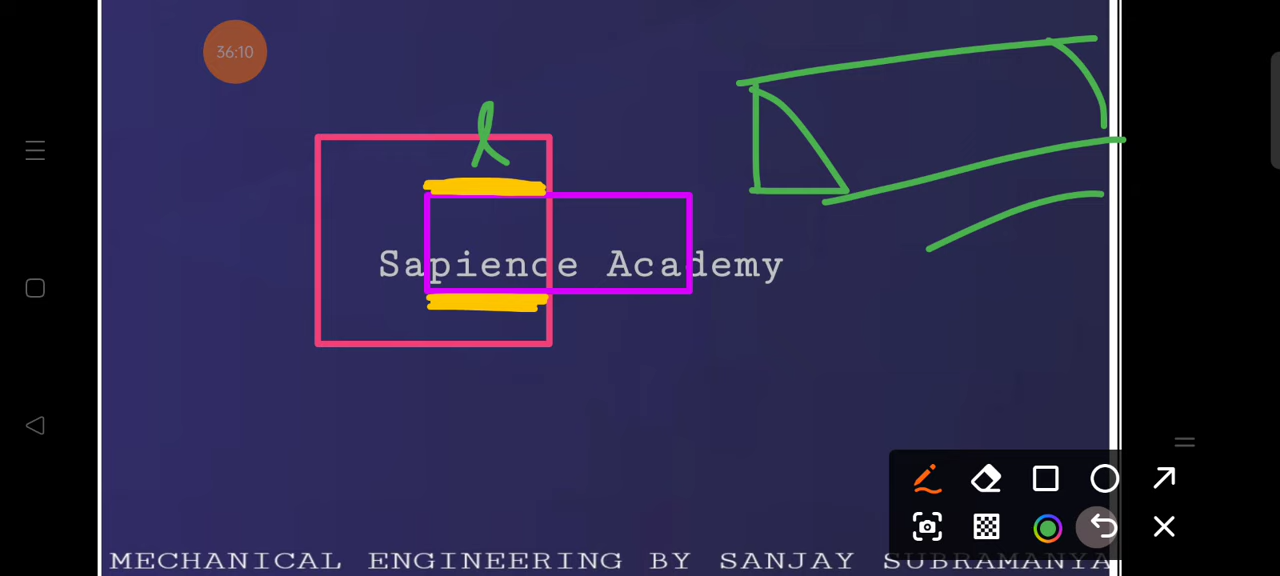 36:10
l
Sapience Academy
MECHANICAL ENGINEERING BY SANJAY SUBRAMANYA